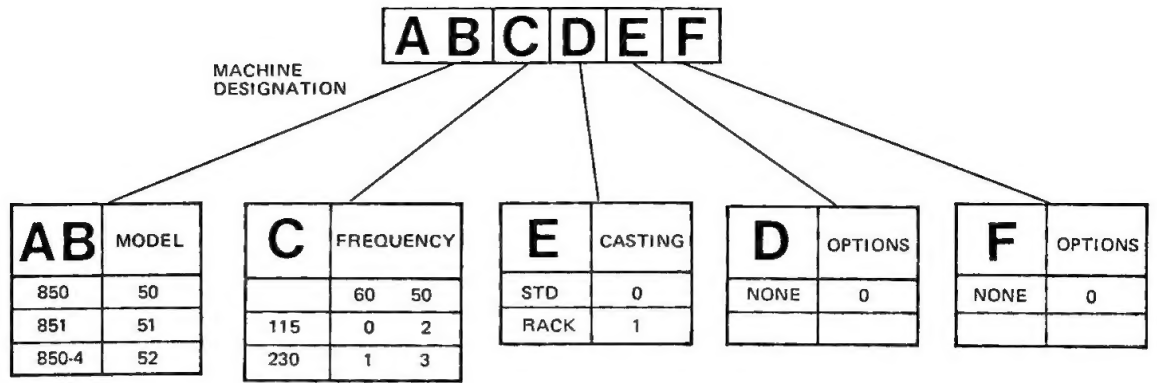 ABCDEF
MACHINE
DESIGNATION
AB MODEL
850 50
851 51
850-4 52
C FREQUENCY
60 50
115 0 2
230 1 3
E CASTING
STD 0
RACK 1
D OPTIONS
NONE 0
F OPTIONS
NONE 0